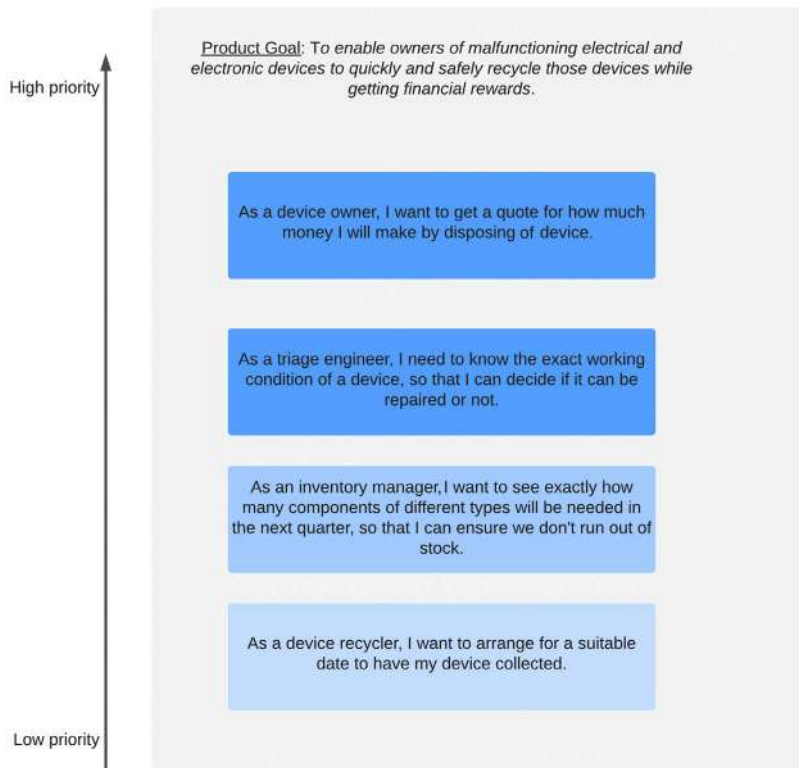 Product Goal: To enable owners of malfunctioning electrical and
electronic devices to quickly and safely recycle those devices while
getting financial rewards.
High priority
As a device owner, I want to get a quote for how much
money I will make by disposing of device.
As a triage engineer, I need to know the exact working
condition of a device, so that I can decide if it can be
repaired or not.
As an inventory manager, I want to see exactly how
many components of different types will be needed in
the next quarter, so that I can ensure we don't run out of
stock.
As a device recycler, I want to arrange for a suitable
date to have my device collected.
Low priority